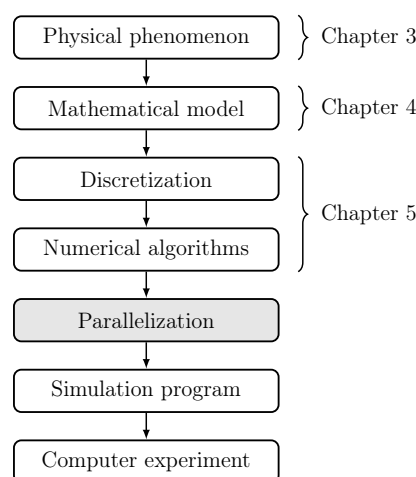 Physical phenomenon
Chapter 3
Mathematical model
Chapter 4
Discretization
Chapter 5
Numerical algorithms
Parallelization
Simulation program
Computer experiment